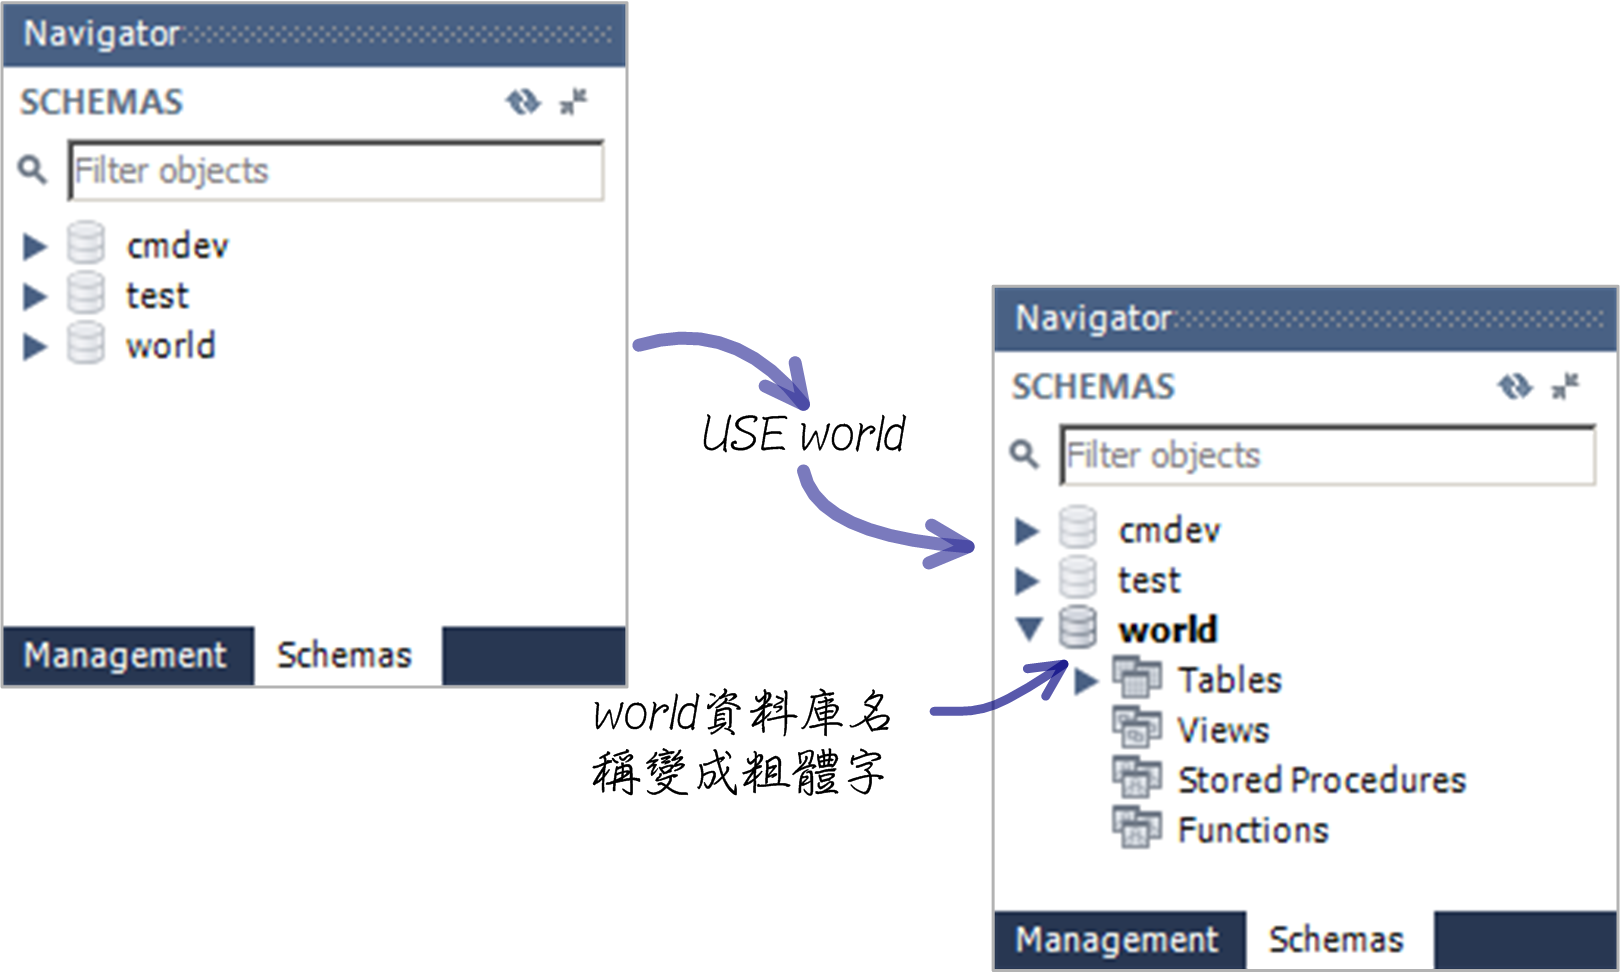 Navigator
SCHEMAS
Filter objects
cmdev
test
world
Management Schemas
USE world
Navigator
SCHEMAS
Filter objects
cmdev
test
world
Tables
Views
Stored Procedures
Functions
Management Schemas
world資料庫名
稱變成粗體字